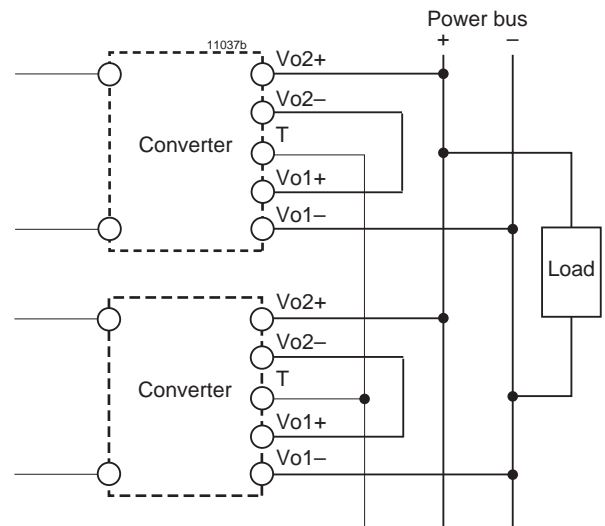 Power bus
+ –
11037b
Vo2+
Vo2–
T
Converter
Vo1+
Vo1–
Load
Vo2+
Vo2–
T
Converter
Vo1+
Vo1–